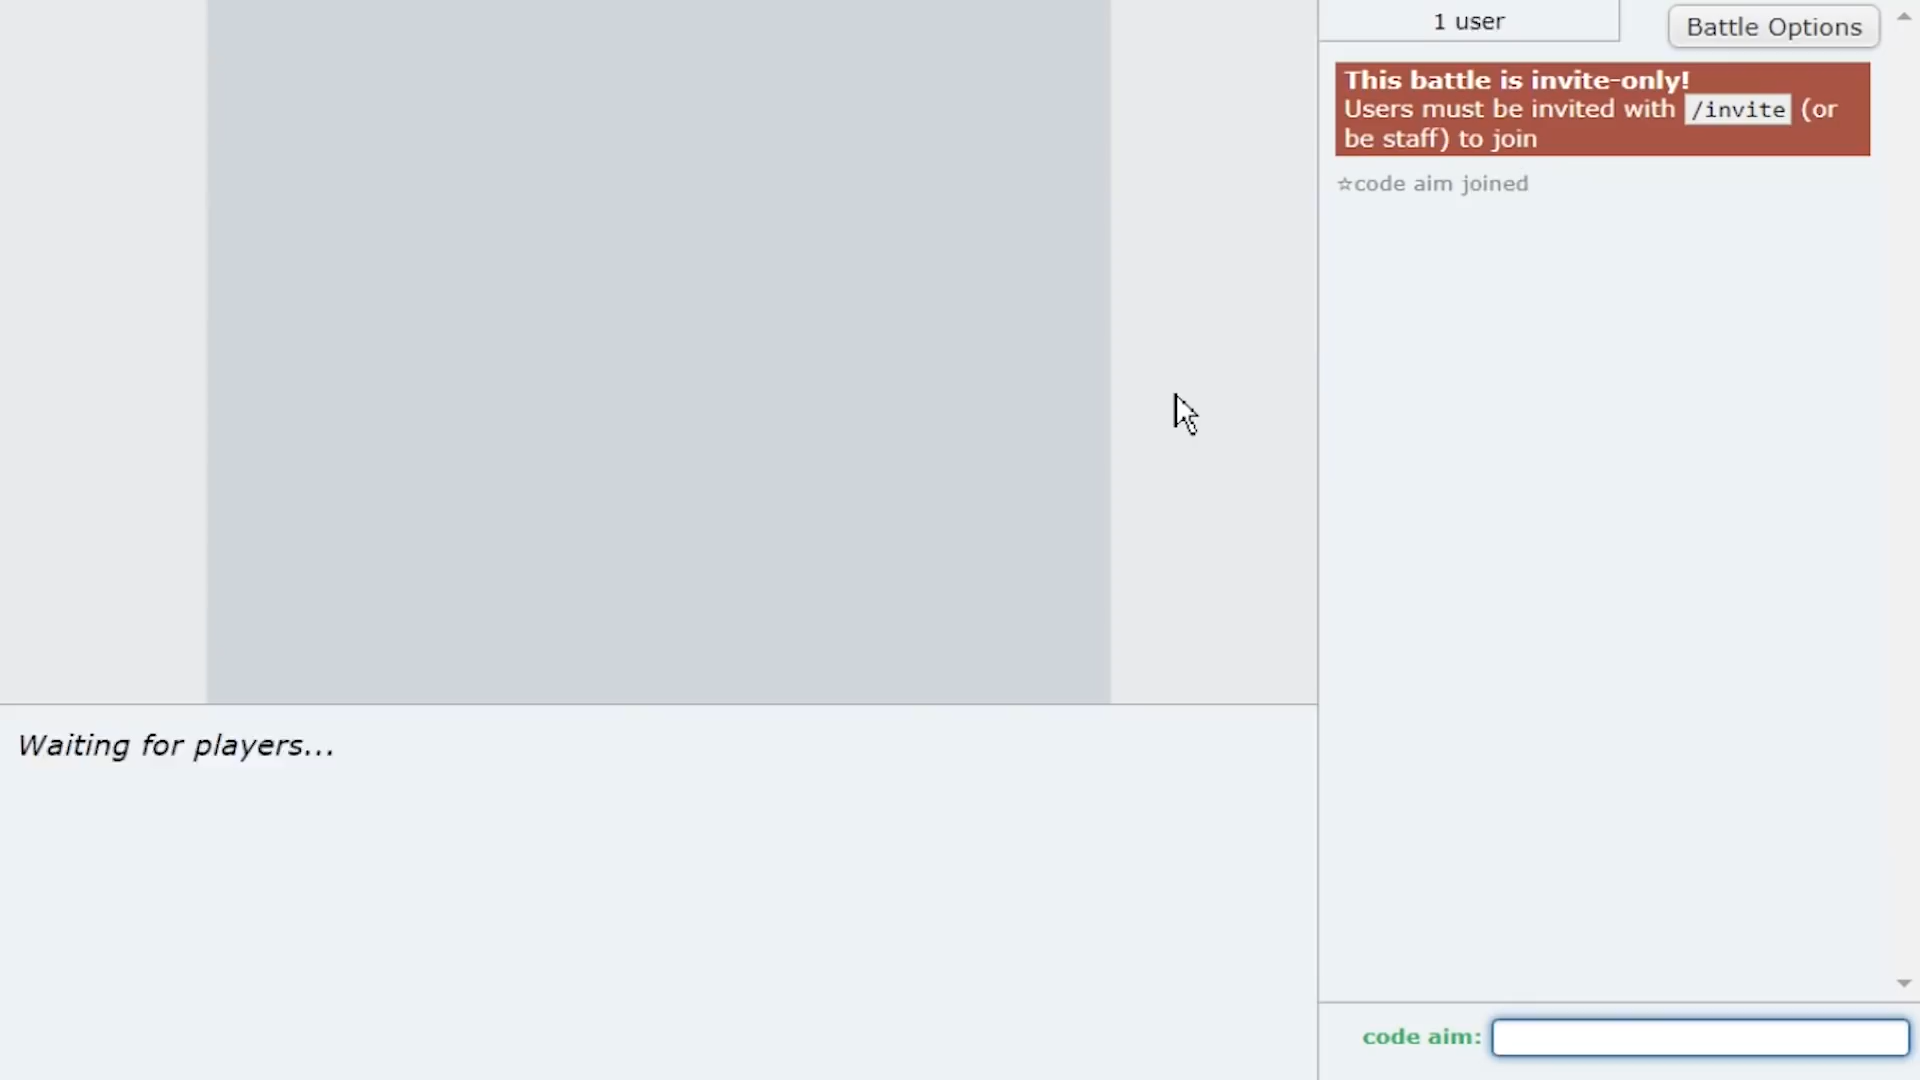 1 user
Battle Options
This battle is invite-only!
Users must be invited with /invite (or
be staff) to join
☆code aim joined
Waiting for players...
code aim: